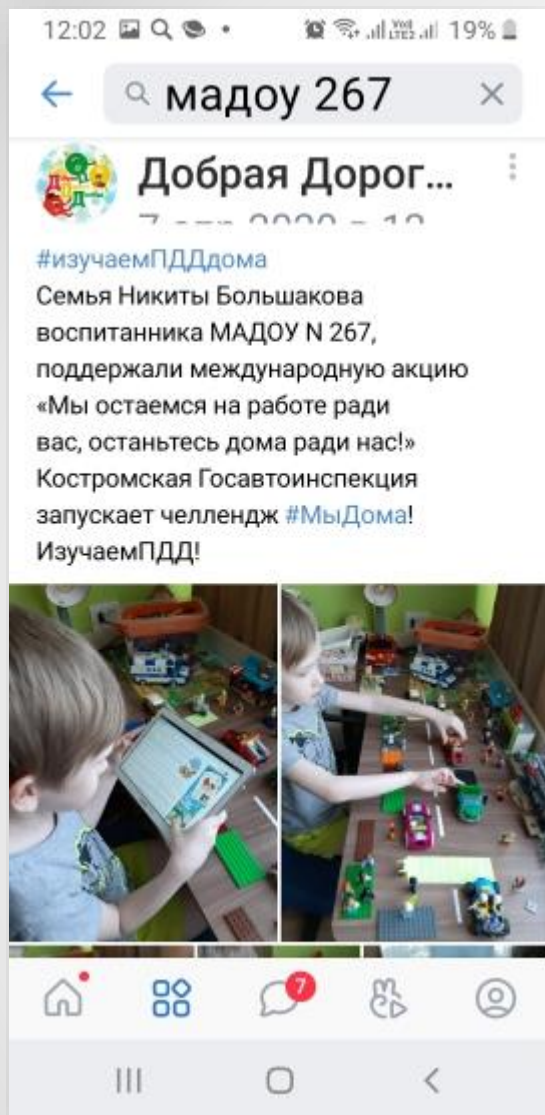 12:02
19%
мадоу 267
Добрая Дорог...
#изучаемПДДдома
Семья Никиты Большакова
воспитанника МАДОУ N 267,
поддержали международную акцию
«Мы остаемся на работе ради
вас, останьтесь дома ради нас!»
Костромская Госавтоинспекция
запускает челлендж #МыДома!
ИзучаемПДД!
7